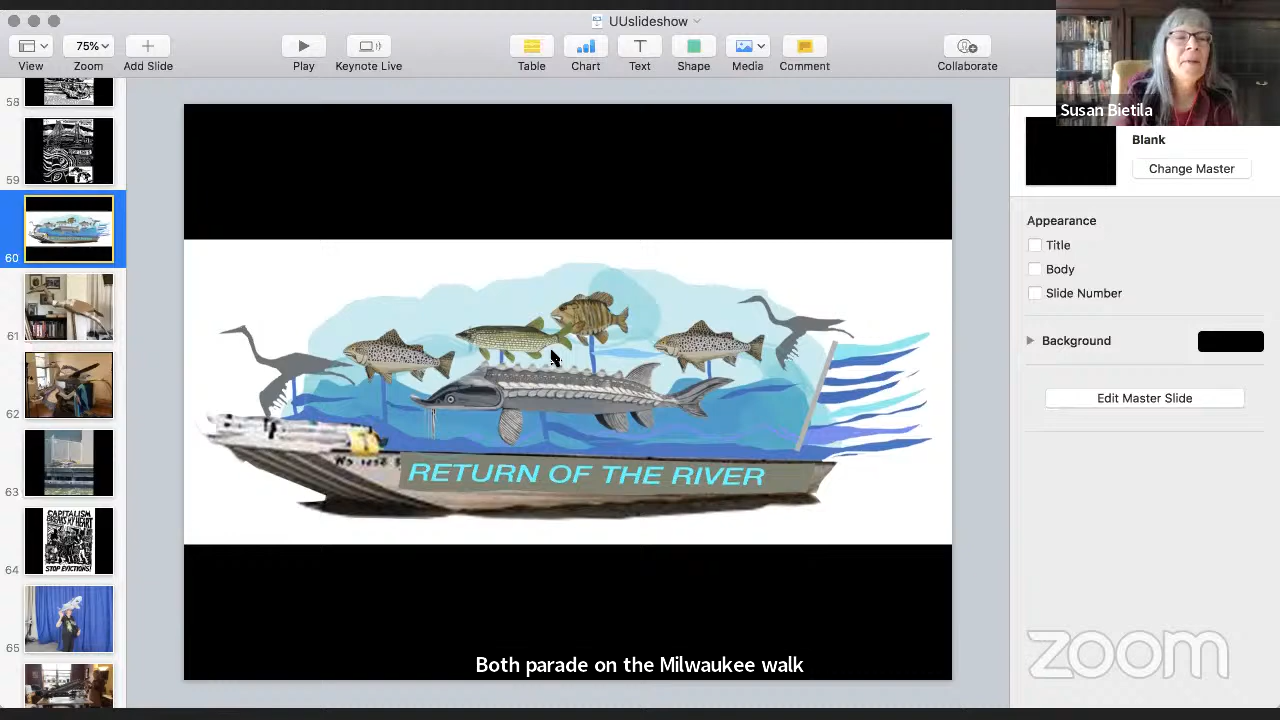 UUslideshow
75%
View
Zoom
Add Slide
Play
Keynote Live
Table
Chart
Text
Shape
Media
Comment
Collaborate
Susan Bietila
58
59
60
61
62
63
64
65
CAPITALISM
BREAKS MY HEART
STOP EVICTIONS!
RETURN OF THE RIVER
Both parade on the Milwaukee walk
Blank
Change Master
Appearance
Title
Body
Slide Number
Background
Edit Master Slide
zoom